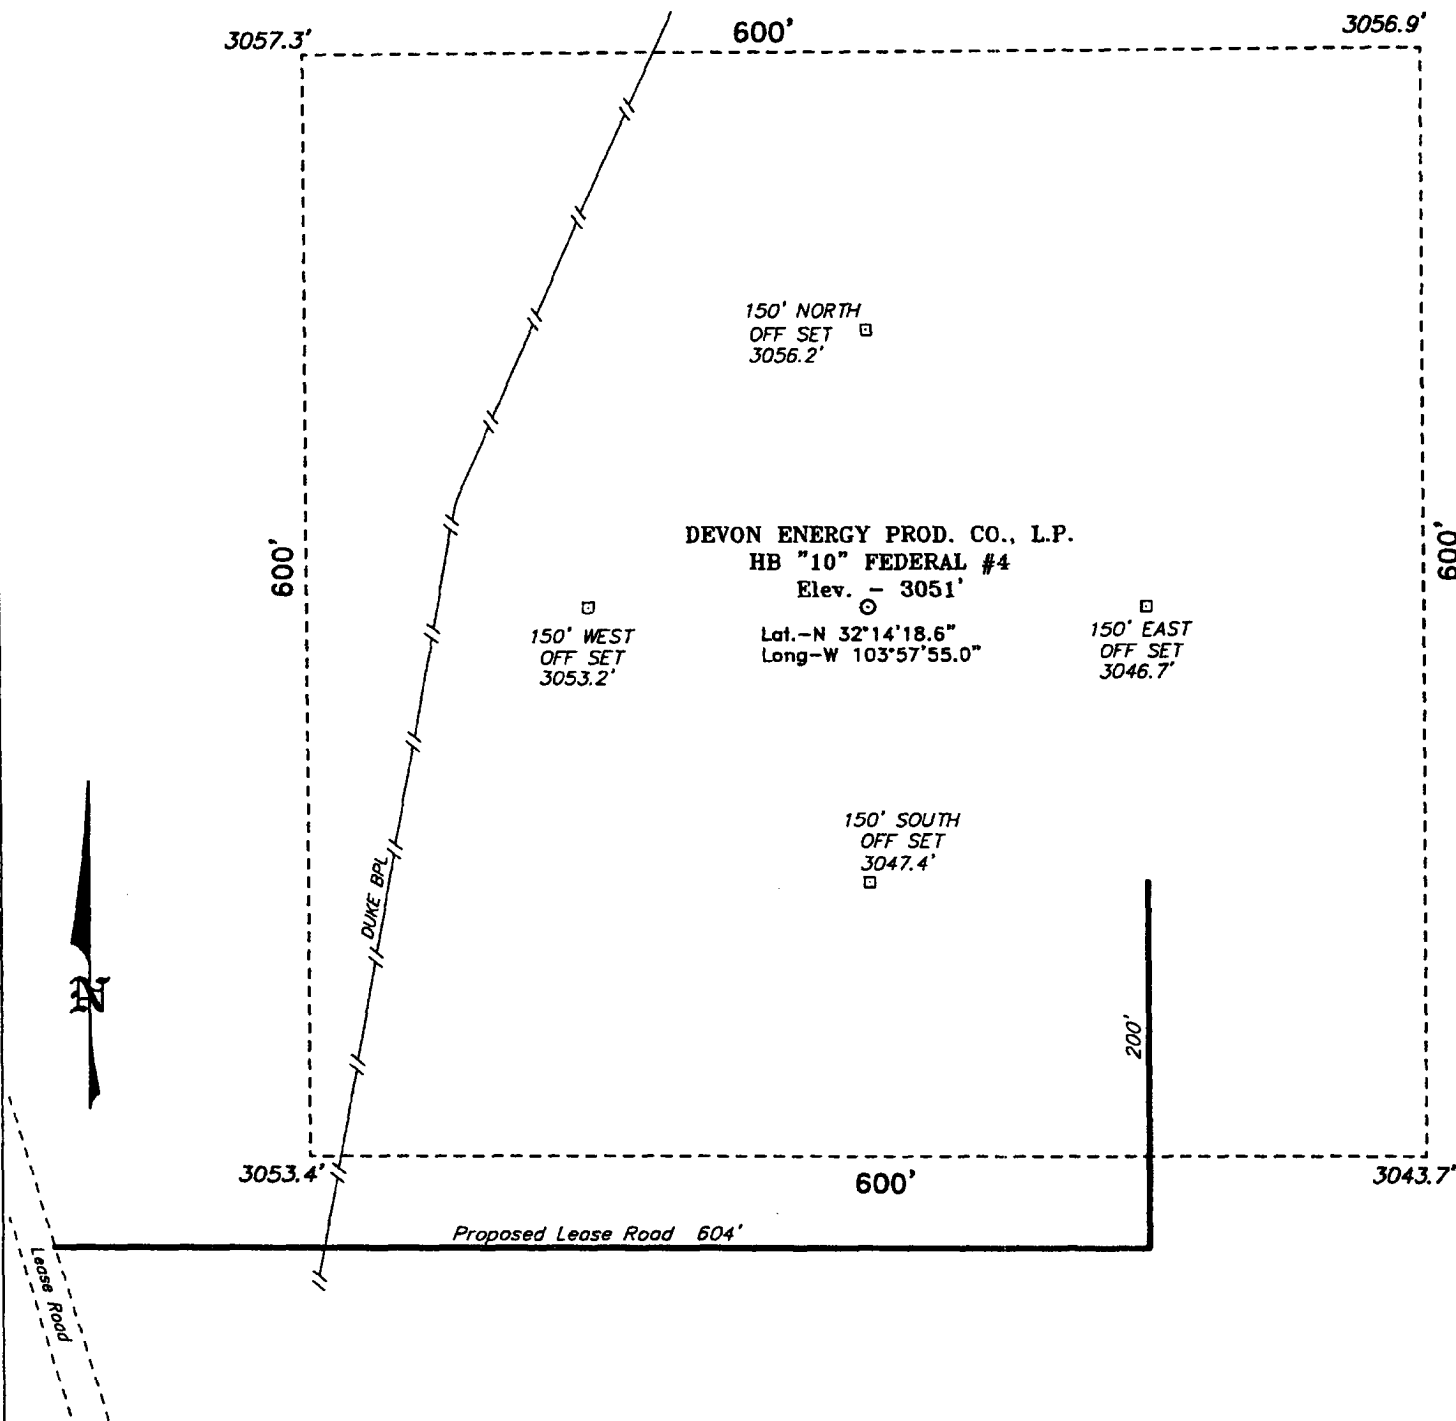 3057.3'
600'
3056.9'
150' NORTH
OFF SET
3056.2'
600'
DEVON ENERGY PROD. CO., L.P.
HB "10" FEDERAL #4
Elev. - 3051'
Lat.-N 32°14'18.6"
Long-W 103°57'55.0"
150' WEST
OFF SET
3053.2'
150' EAST
OFF SET
3046.7'
600'
150' SOUTH
OFF SET
3047.4'
DUKE BPL
N
200'
3053.4'
600'
3043.7'
Proposed Lease Road 604'
Lease Road